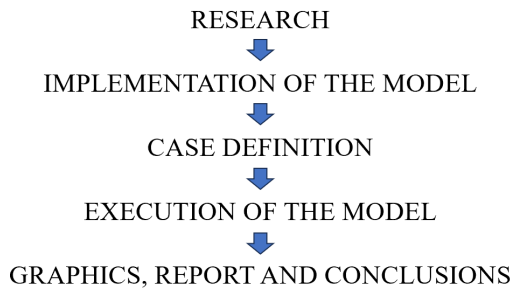 RESEARCH
IMPLEMENTATION OF THE MODEL
CASE DEFINITION
EXECUTION OF THE MODEL
GRAPHICS, REPORT AND CONCLUSIONS